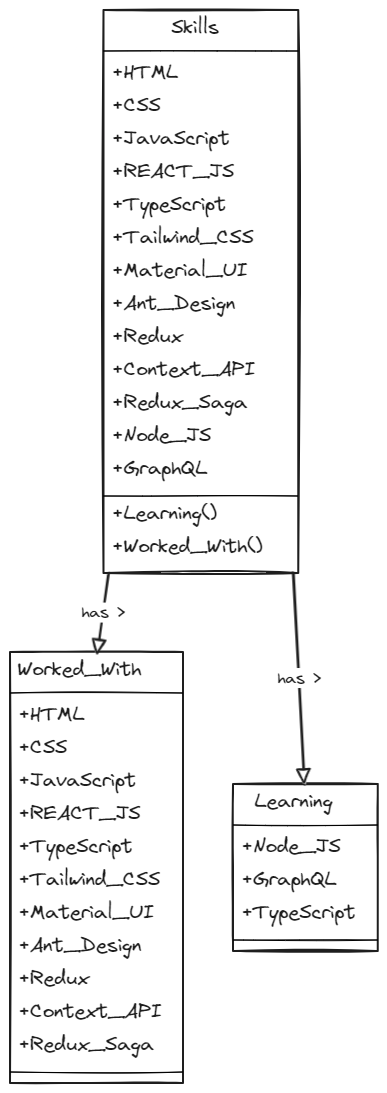 Skills
+HTML
+CSS
+JavaScript
+REACT_JS
+TypeScript
+Tailwind_CSS
+Material_UI
+Ant_Design
+Redux
+Context_API
+Redux_Saga
+Node_JS
+GraphQL
+Learning()
+Worked_With()
has >
has >
Worked_With
+HTML
+CSS
+JavaScript
+REACT_JS
+TypeScript
+Tailwind_CSS
+Material_UI
+Ant_Design
+Redux
+Context_API
+Redux_Saga
Learning
+Node_JS
+GraphQL
+TypeScript